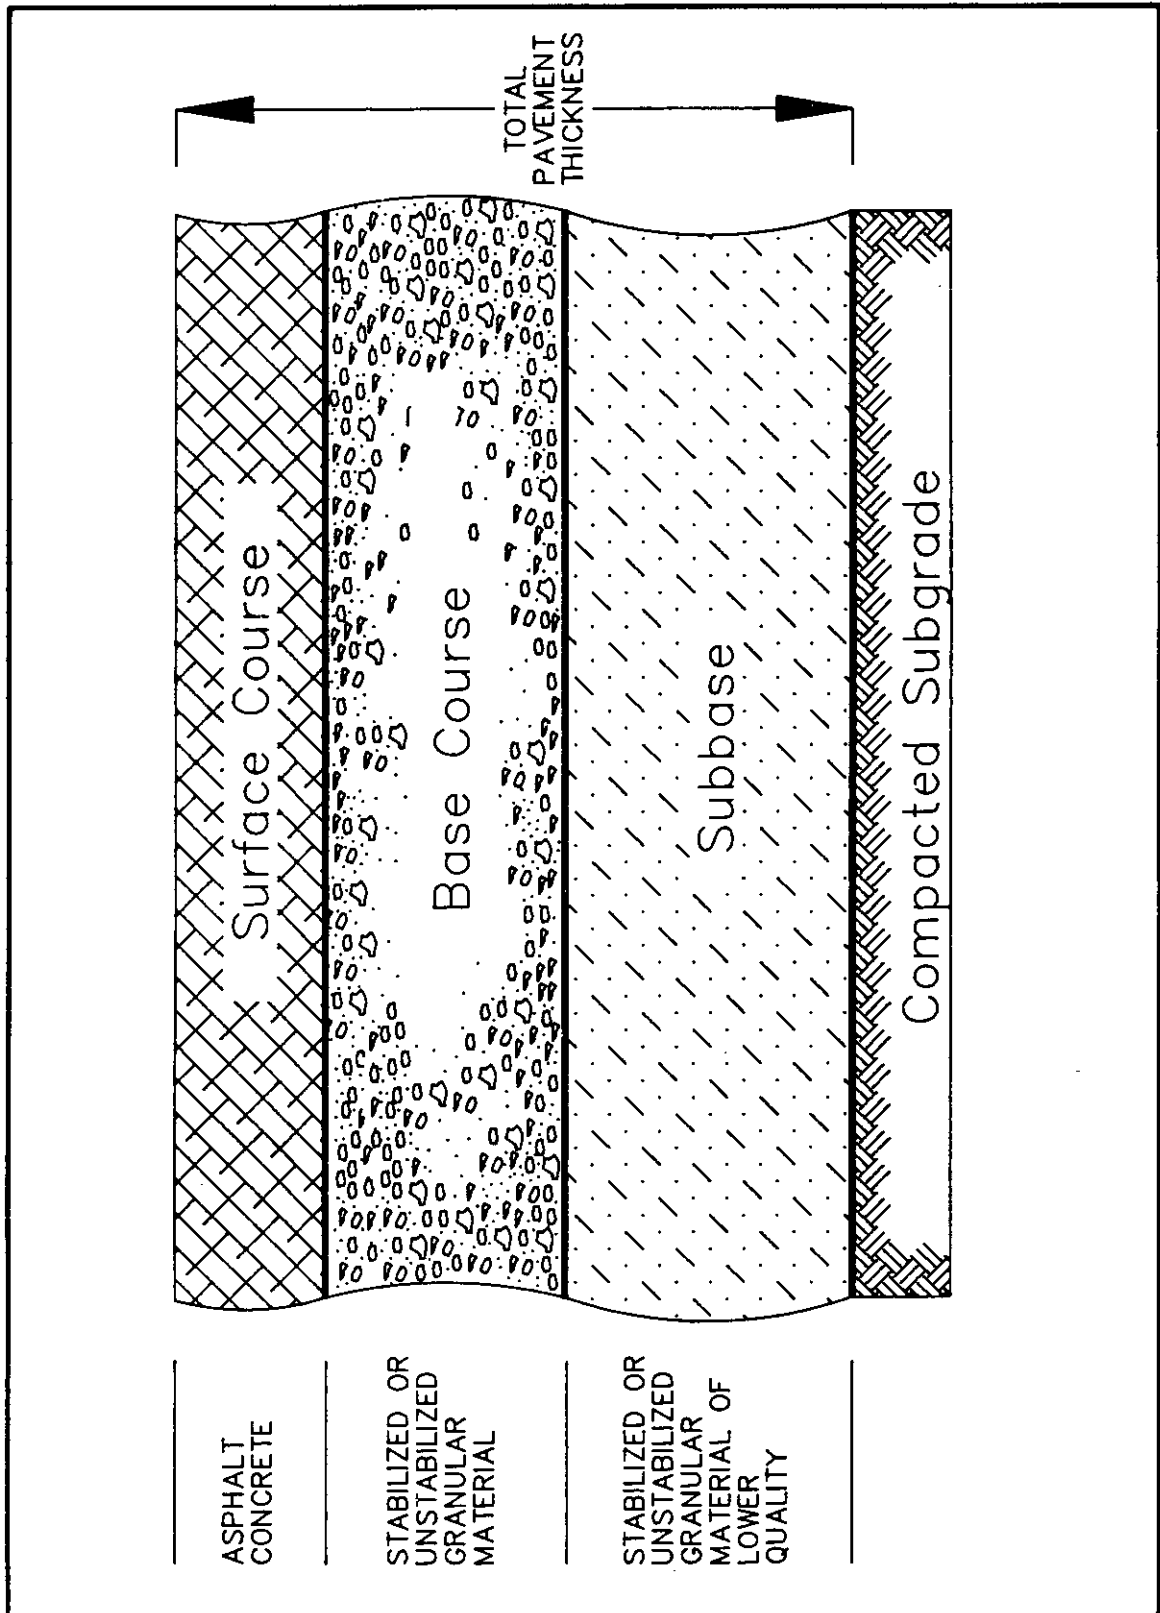 ASPHALT
CONCRETE
STABILIZED OR
UNSTABILIZED
GRANULAR
MATERIAL
STABILIZED OR
UNSTABILIZED
GRANULAR
MATERIAL OF
LOWER
QUALITY
Surface Course
Base Course
Subbase
Compacted Subgrade
TOTAL
PAVEMENT
THICKNESS